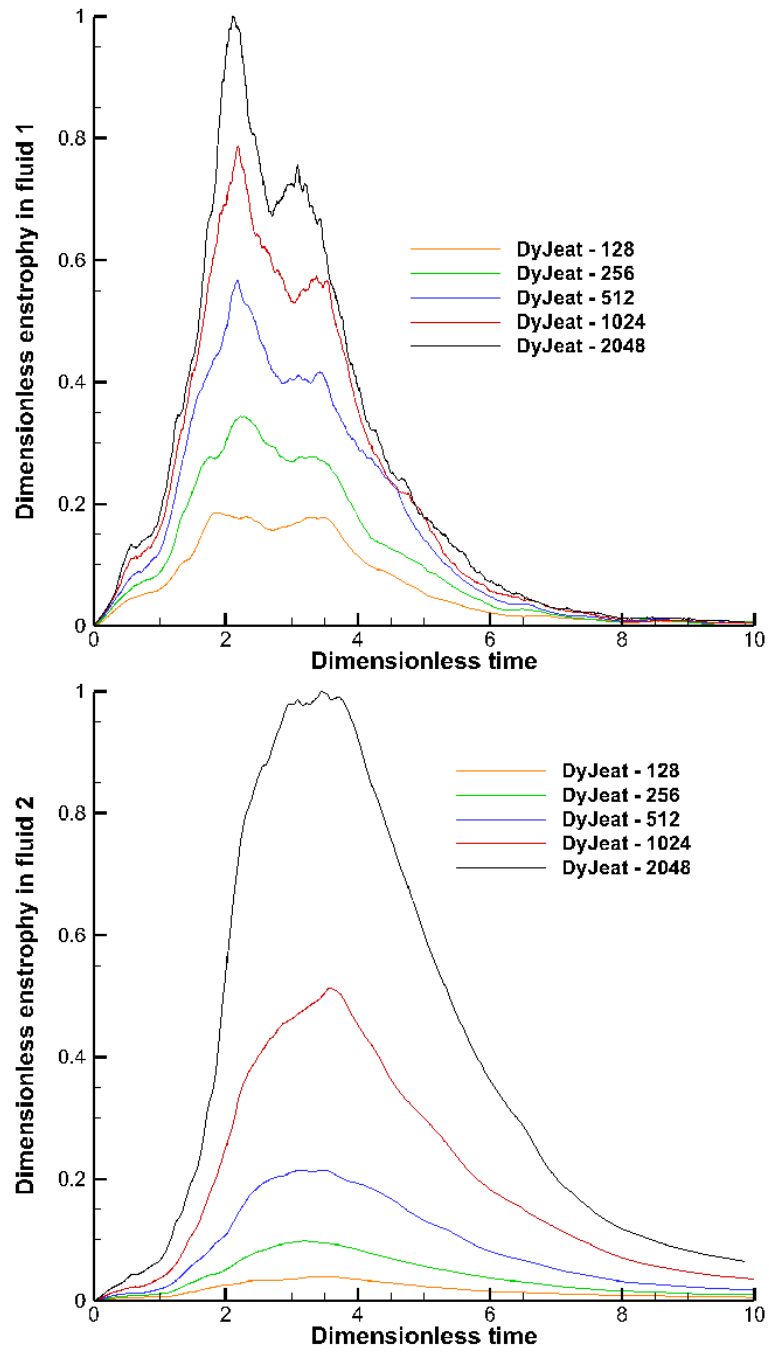 1
0.8
0.6
0.4
0.2
0
Dimensionless enstrophy in fluid 1
DyJeat - 128
DyJeat - 256
DyJeat - 512
DyJeat - 1024
DyJeat - 2048
0 2 4 6 8 10
Dimensionless time
1
0.8
0.6
0.4
0.2
0
Dimensionless enstrophy in fluid 2
DyJeat - 128
DyJeat - 256
DyJeat - 512
DyJeat - 1024
DyJeat - 2048
0 2 4 6 8 10
Dimensionless time